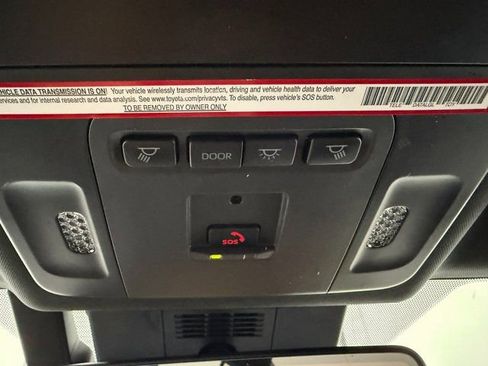 VEHICLE DATA TRANSMISSION IS ON! Your vehicle wirelessly transmits location, driving and vehicle health data to deliver your
services and for internal research and data analysis. See www.toyota.com/privacyvts. To disable, press vehicle's SOS button.
TO BE REMOVED BY OWNER ONLY
DOOR
SOS